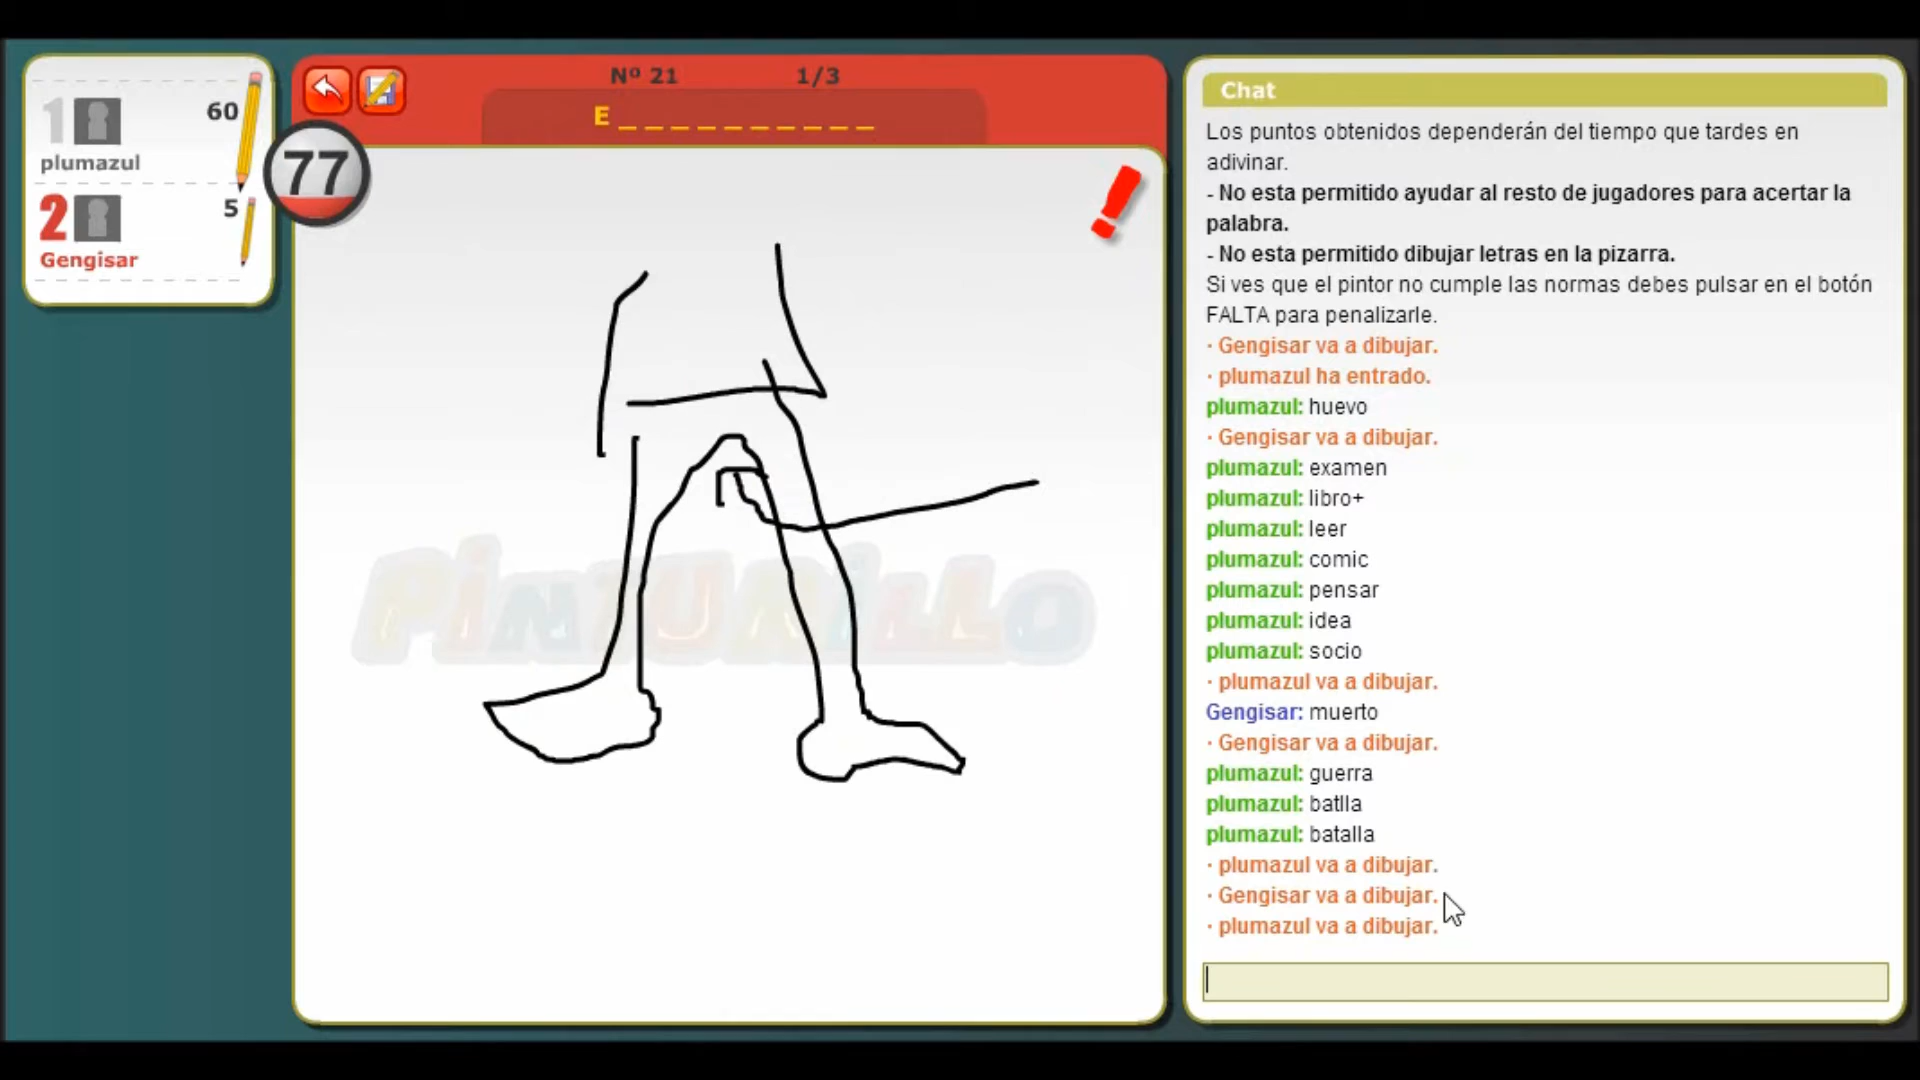 1
60
plumazul
2
5
Gengisar
77
Nº 21 1/3
E _ _ _ _ _ _ _ _ _ _
PINTURILLO
Chat
Los puntos obtenidos dependerán del tiempo que tardes en
adivinar.
- No esta permitido ayudar al resto de jugadores para acertar la
palabra.
- No esta permitido dibujar letras en la pizarra.
Si ves que el pintor no cumple las normas debes pulsar en el botón
FALTA para penalizarle.
· Gengisar va a dibujar.
· plumazul ha entrado.
plumazul: huevo
· Gengisar va a dibujar.
plumazul: examen
plumazul: libro+
plumazul: leer
plumazul: comic
plumazul: pensar
plumazul: idea
plumazul: socio
· plumazul va a dibujar.
Gengisar: muerto
· Gengisar va a dibujar.
plumazul: guerra
plumazul: batlla
plumazul: batalla
· plumazul va a dibujar.
· Gengisar va a dibujar.
· plumazul va a dibujar.